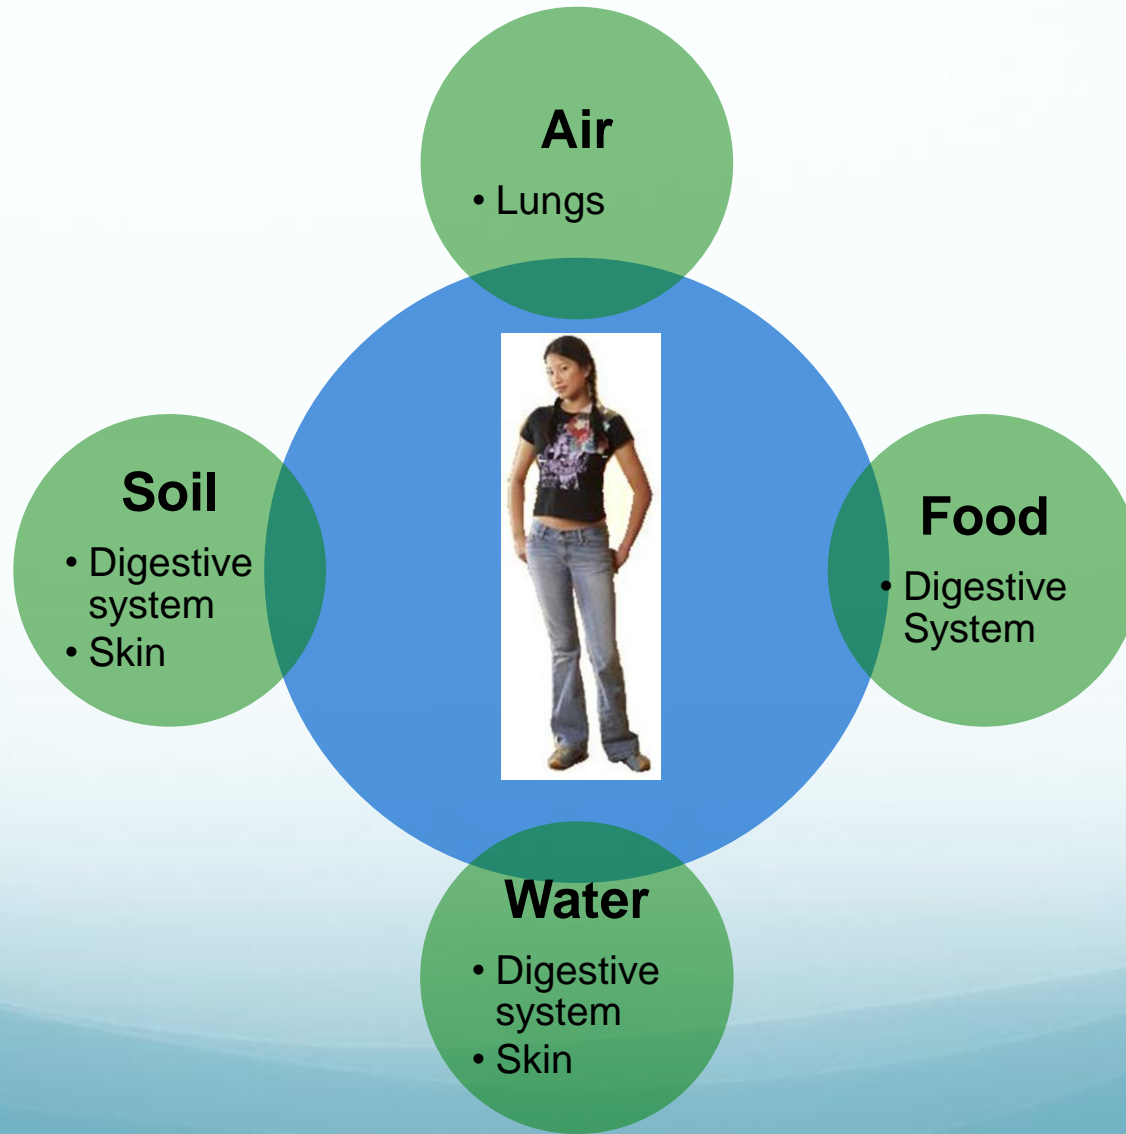 Air
• Lungs
Soil
• Digestive
system
• Skin
Food
• Digestive
System
Water
• Digestive
system
• Skin